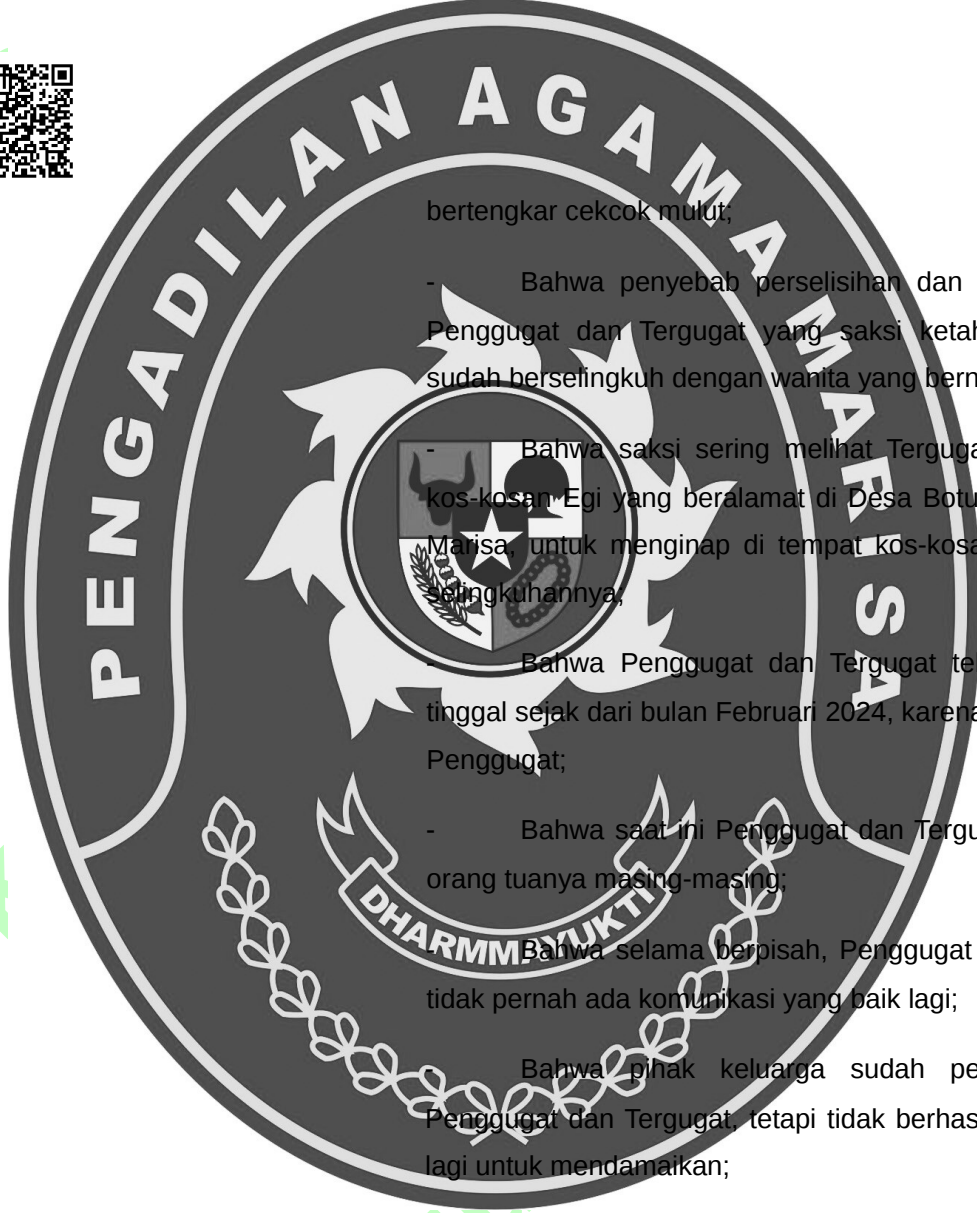 PENGADILAN AGAMA MARISA
bertengkar cekcok mulut;
- Bahwa penyebab perselisihan dan
Penggugat dan Tergugat yang saksi ketah
sudah berselingkuh dengan wanita yang bern
- Bahwa saksi sering melihat Terguga
kos-kosan Egi yang beralamat di Desa Botu
Marisa, untuk menginap di tempat kos-kosa
selingkuhannya;
- Bahwa Penggugat dan Tergugat te
tinggal sejak dari bulan Februari 2024, karena
Penggugat;
- Bahwa saat ini Penggugat dan Tergu
orang tuanya masing-masing;
- Bahwa selama berpisah, Penggugat
tidak pernah ada komunikasi yang baik lagi;
- Bahwa pihak keluarga sudah pe
Penggugat dan Tergugat, tetapi tidak berhas
lagi untuk mendamaikan;
DHARMMAYUKTI